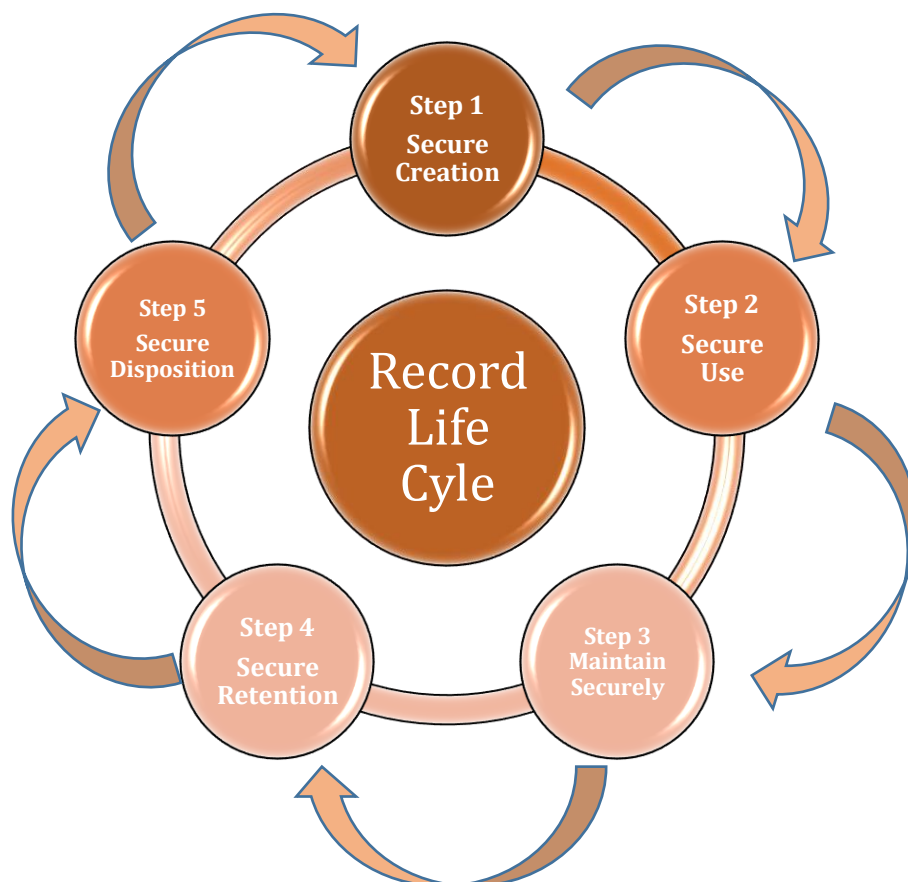 Step 1
Secure
Creation
Step 2
Secure
Use
Step 3
Maintain
Securely
Step 4
Secure
Retention
Step 5
Secure
Disposition
Record
Life
Cyle